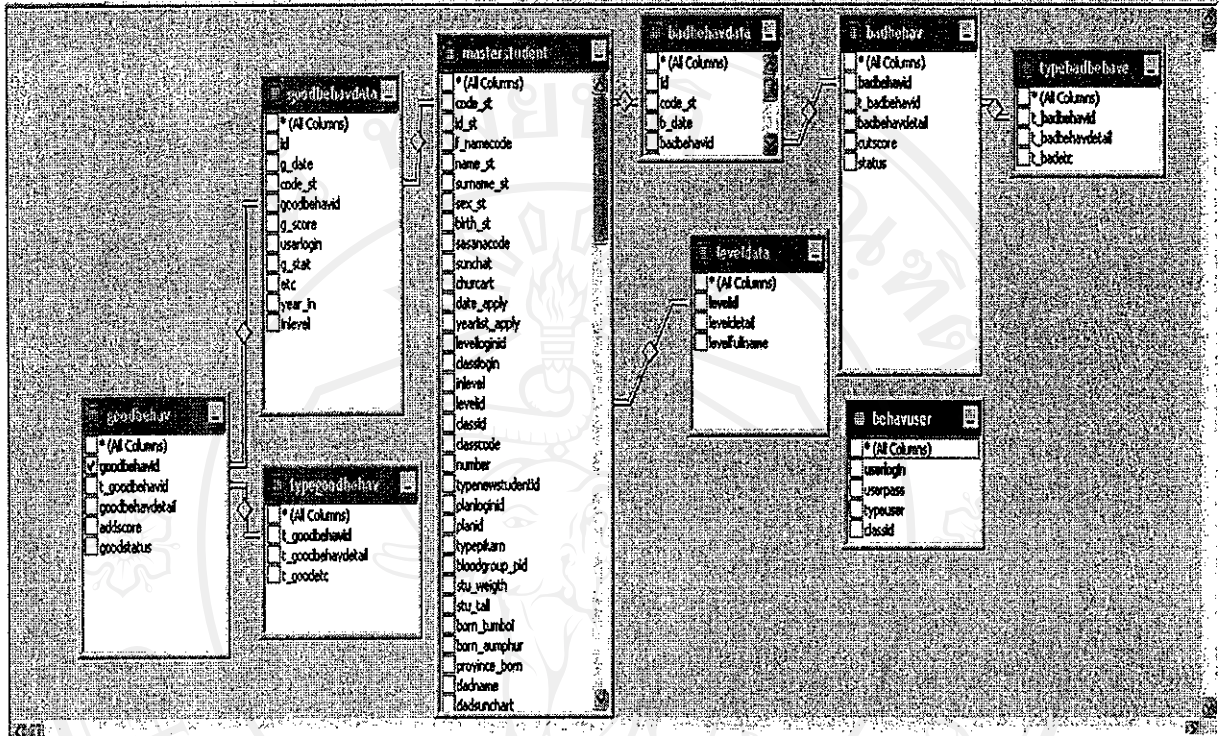 goodbehavdata
* (All Columns)
id
g_date
code_st
goodbehavid
g_score
userlogin
g_stat
etc
year_in
inlevel
goodbehav
* (All Columns)
goodbehavid
t_goodbehavid
goodbehavdetail
addscore
goodstatus
typegoodbehav
* (All Columns)
t_goodbehavid
t_goodbehavdetail
t_goodetc
masterstudent
* (All Columns)
code_st
id_st
f_namecode
name_st
surname_st
sex_st
birth_st
sasanacode
sunchat
churcart
date_apply
yearlist_apply
levelloginid
classlogin
inlevel
levelid
classid
classcode
number
typenewstudentid
planloginid
planid
typepikarn
bloodgroup_pid
stu_weigth
stu_tall
born_tumbol
born_aumphur
province_born
dadname
dadsunchart
badbehavdata
* (All Columns)
id
code_st
b_date
badbehavid
badbehav
* (All Columns)
badbehavid
t_badbehavid
badbehavdetail
cutscore
status
typebadbehave
* (All Columns)
t_badbehavid
t_badbehavdetail
t_badetc
leveldata
* (All Columns)
levelid
leveldetail
levelfullname
behavuser
* (All Columns)
userlogin
userpass
typeuser
classid